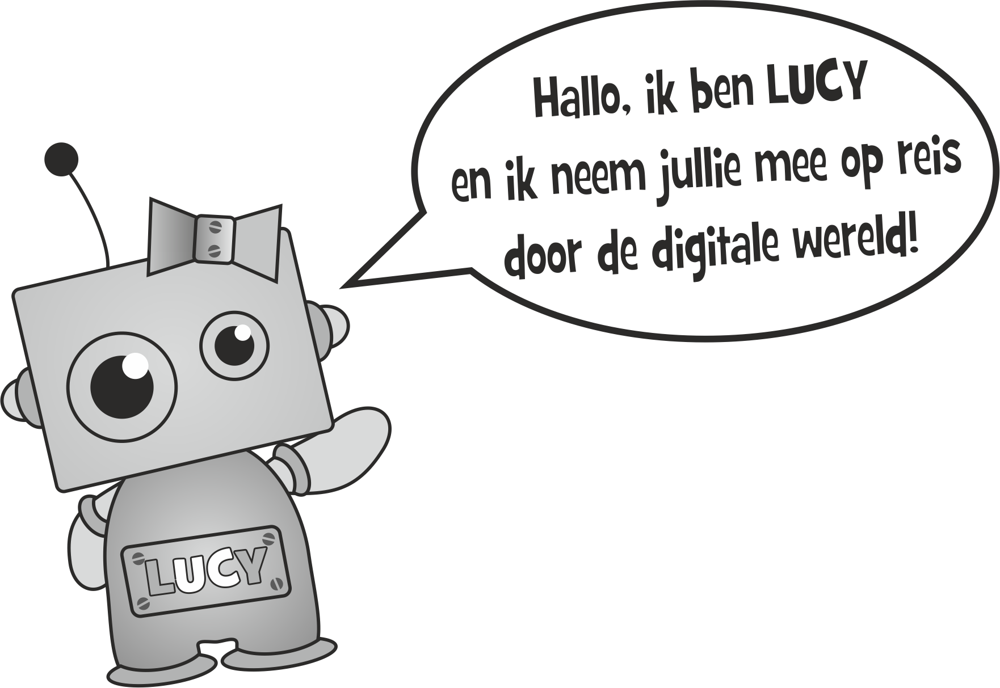 Hallo, ik ben LUCY
en ik neem jullie mee op reis
door de digitale wereld!
LUCY